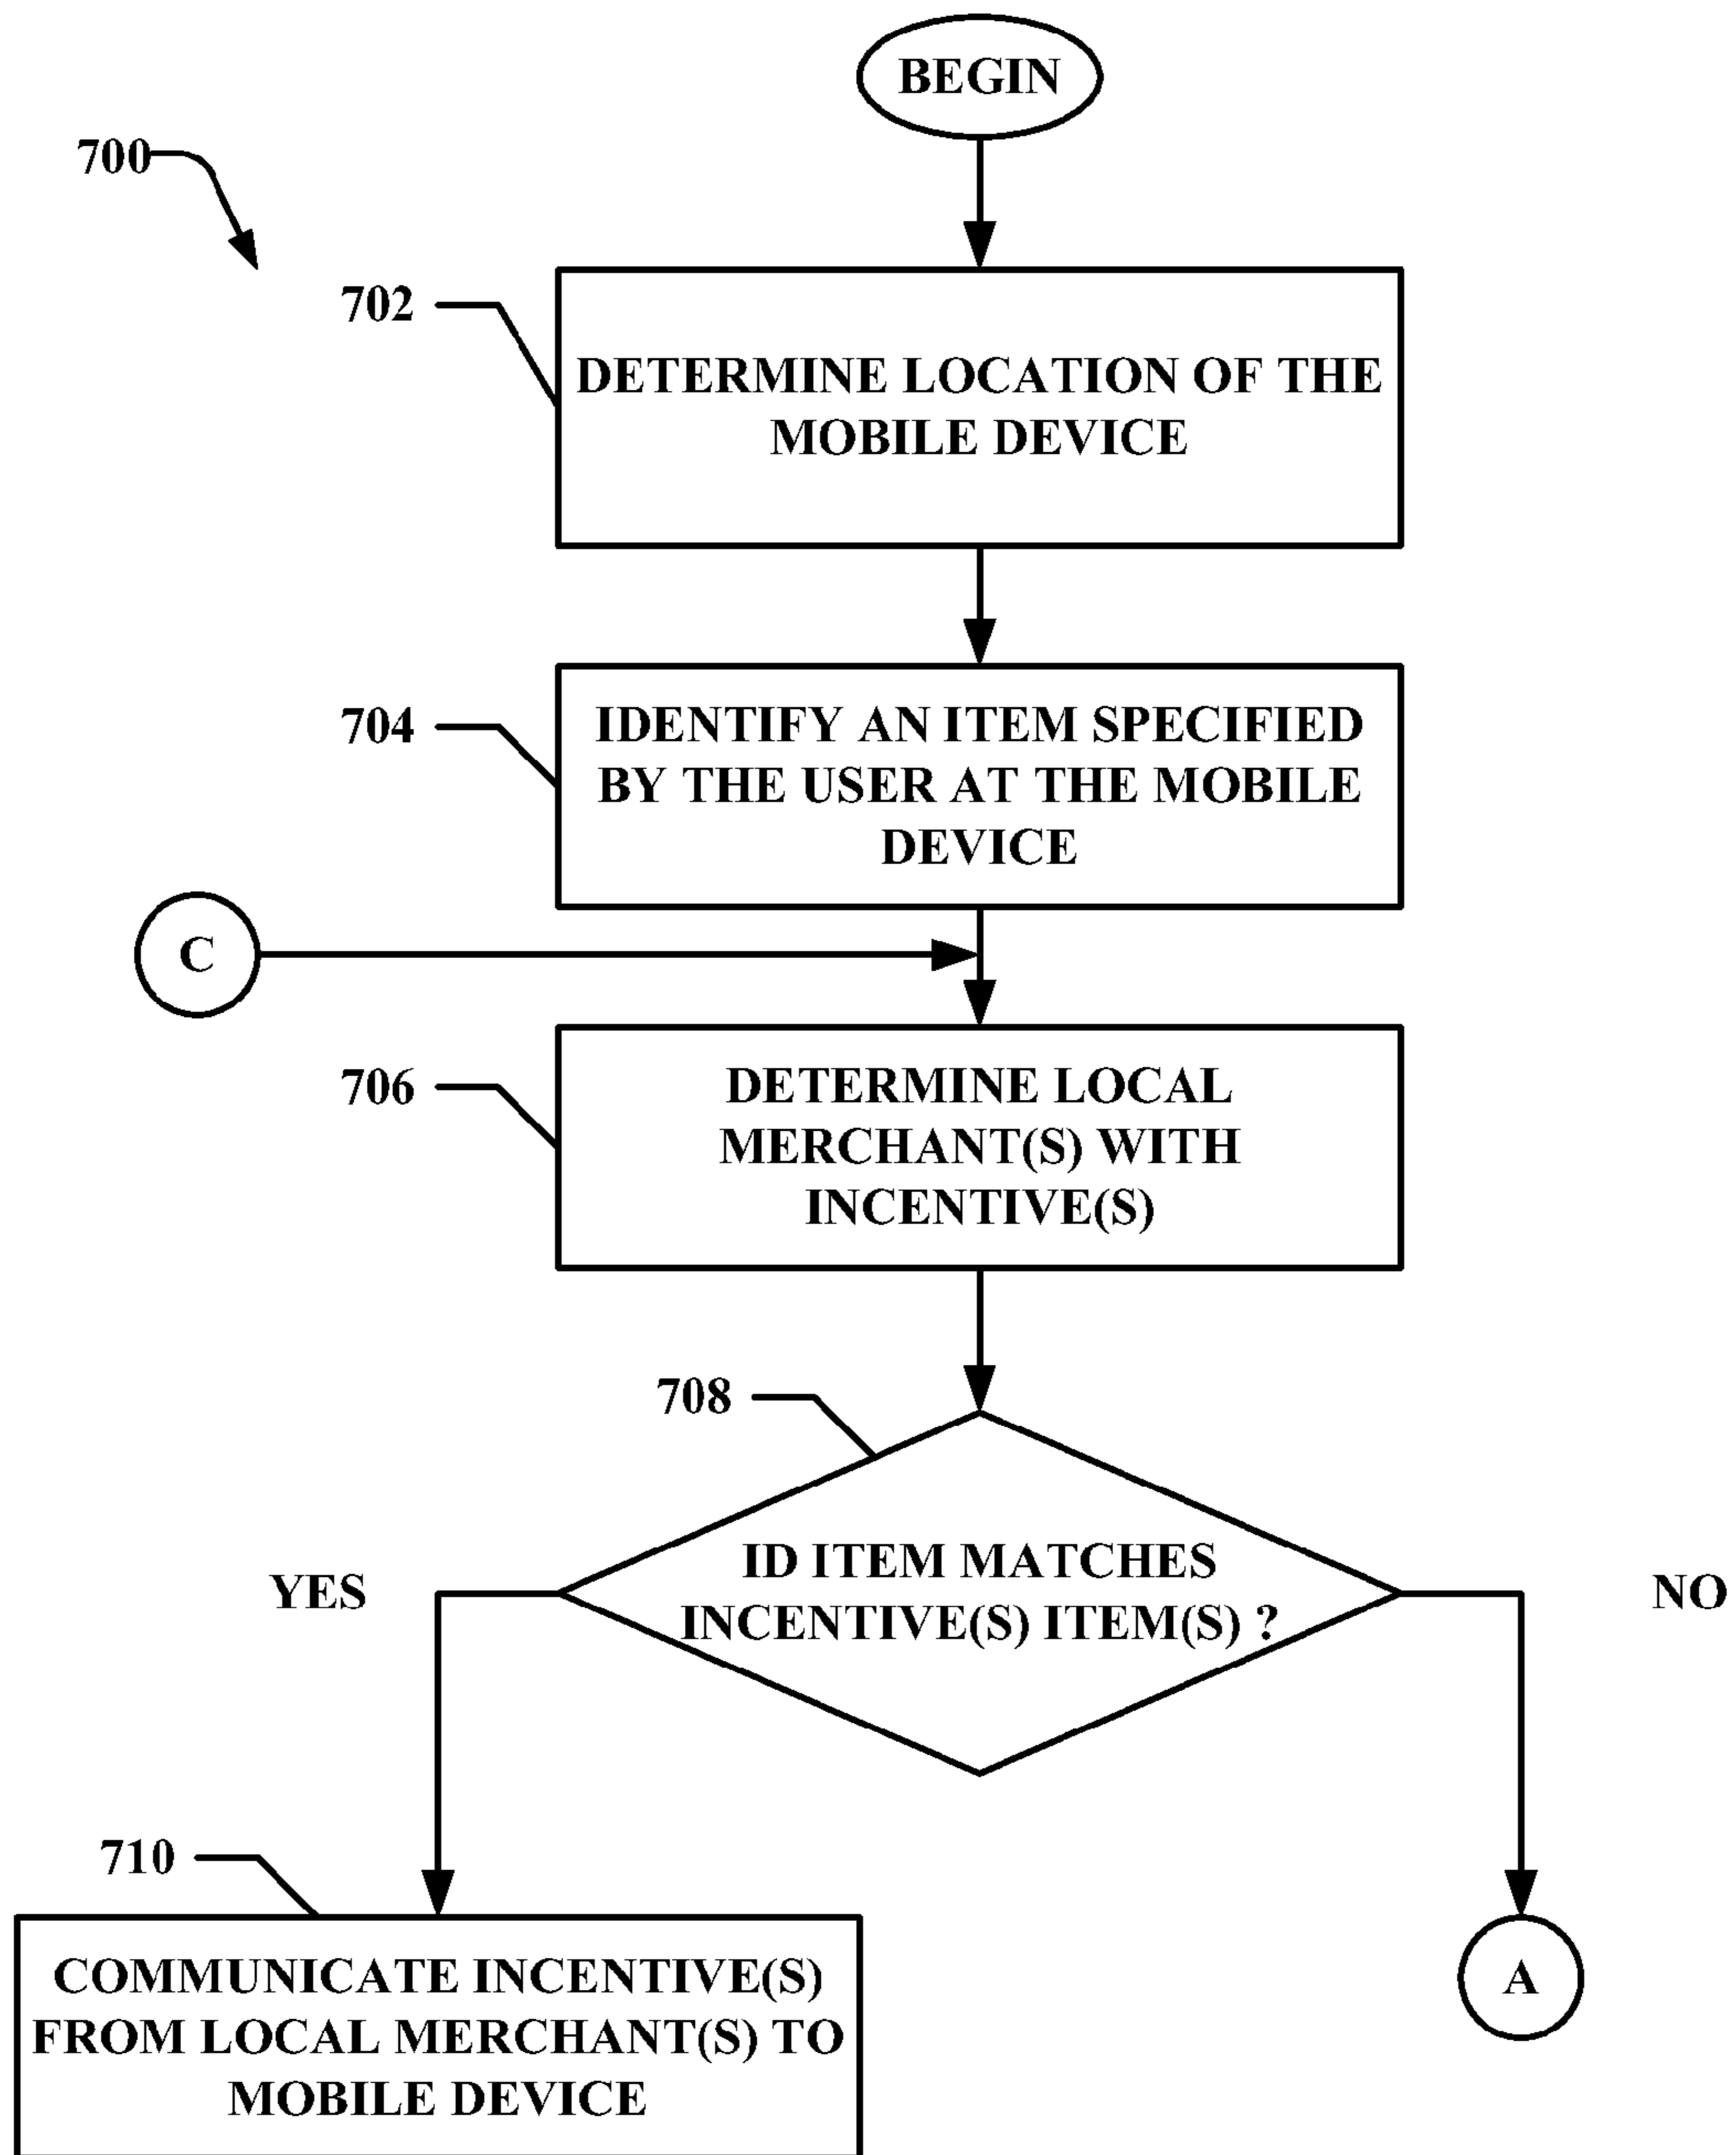 BEGIN
700
702
DETERMINE LOCATION OF THE
MOBILE DEVICE
704
IDENTIFY AN ITEM SPECIFIED
BY THE USER AT THE MOBILE
DEVICE
C
706
DETERMINE LOCAL
MERCHANT(S) WITH
INCENTIVE(S)
708
ID ITEM MATCHES
INCENTIVE(S) ITEM(S) ?
YES
NO
710
COMMUNICATE INCENTIVE(S)
FROM LOCAL MERCHANT(S) TO
MOBILE DEVICE
A